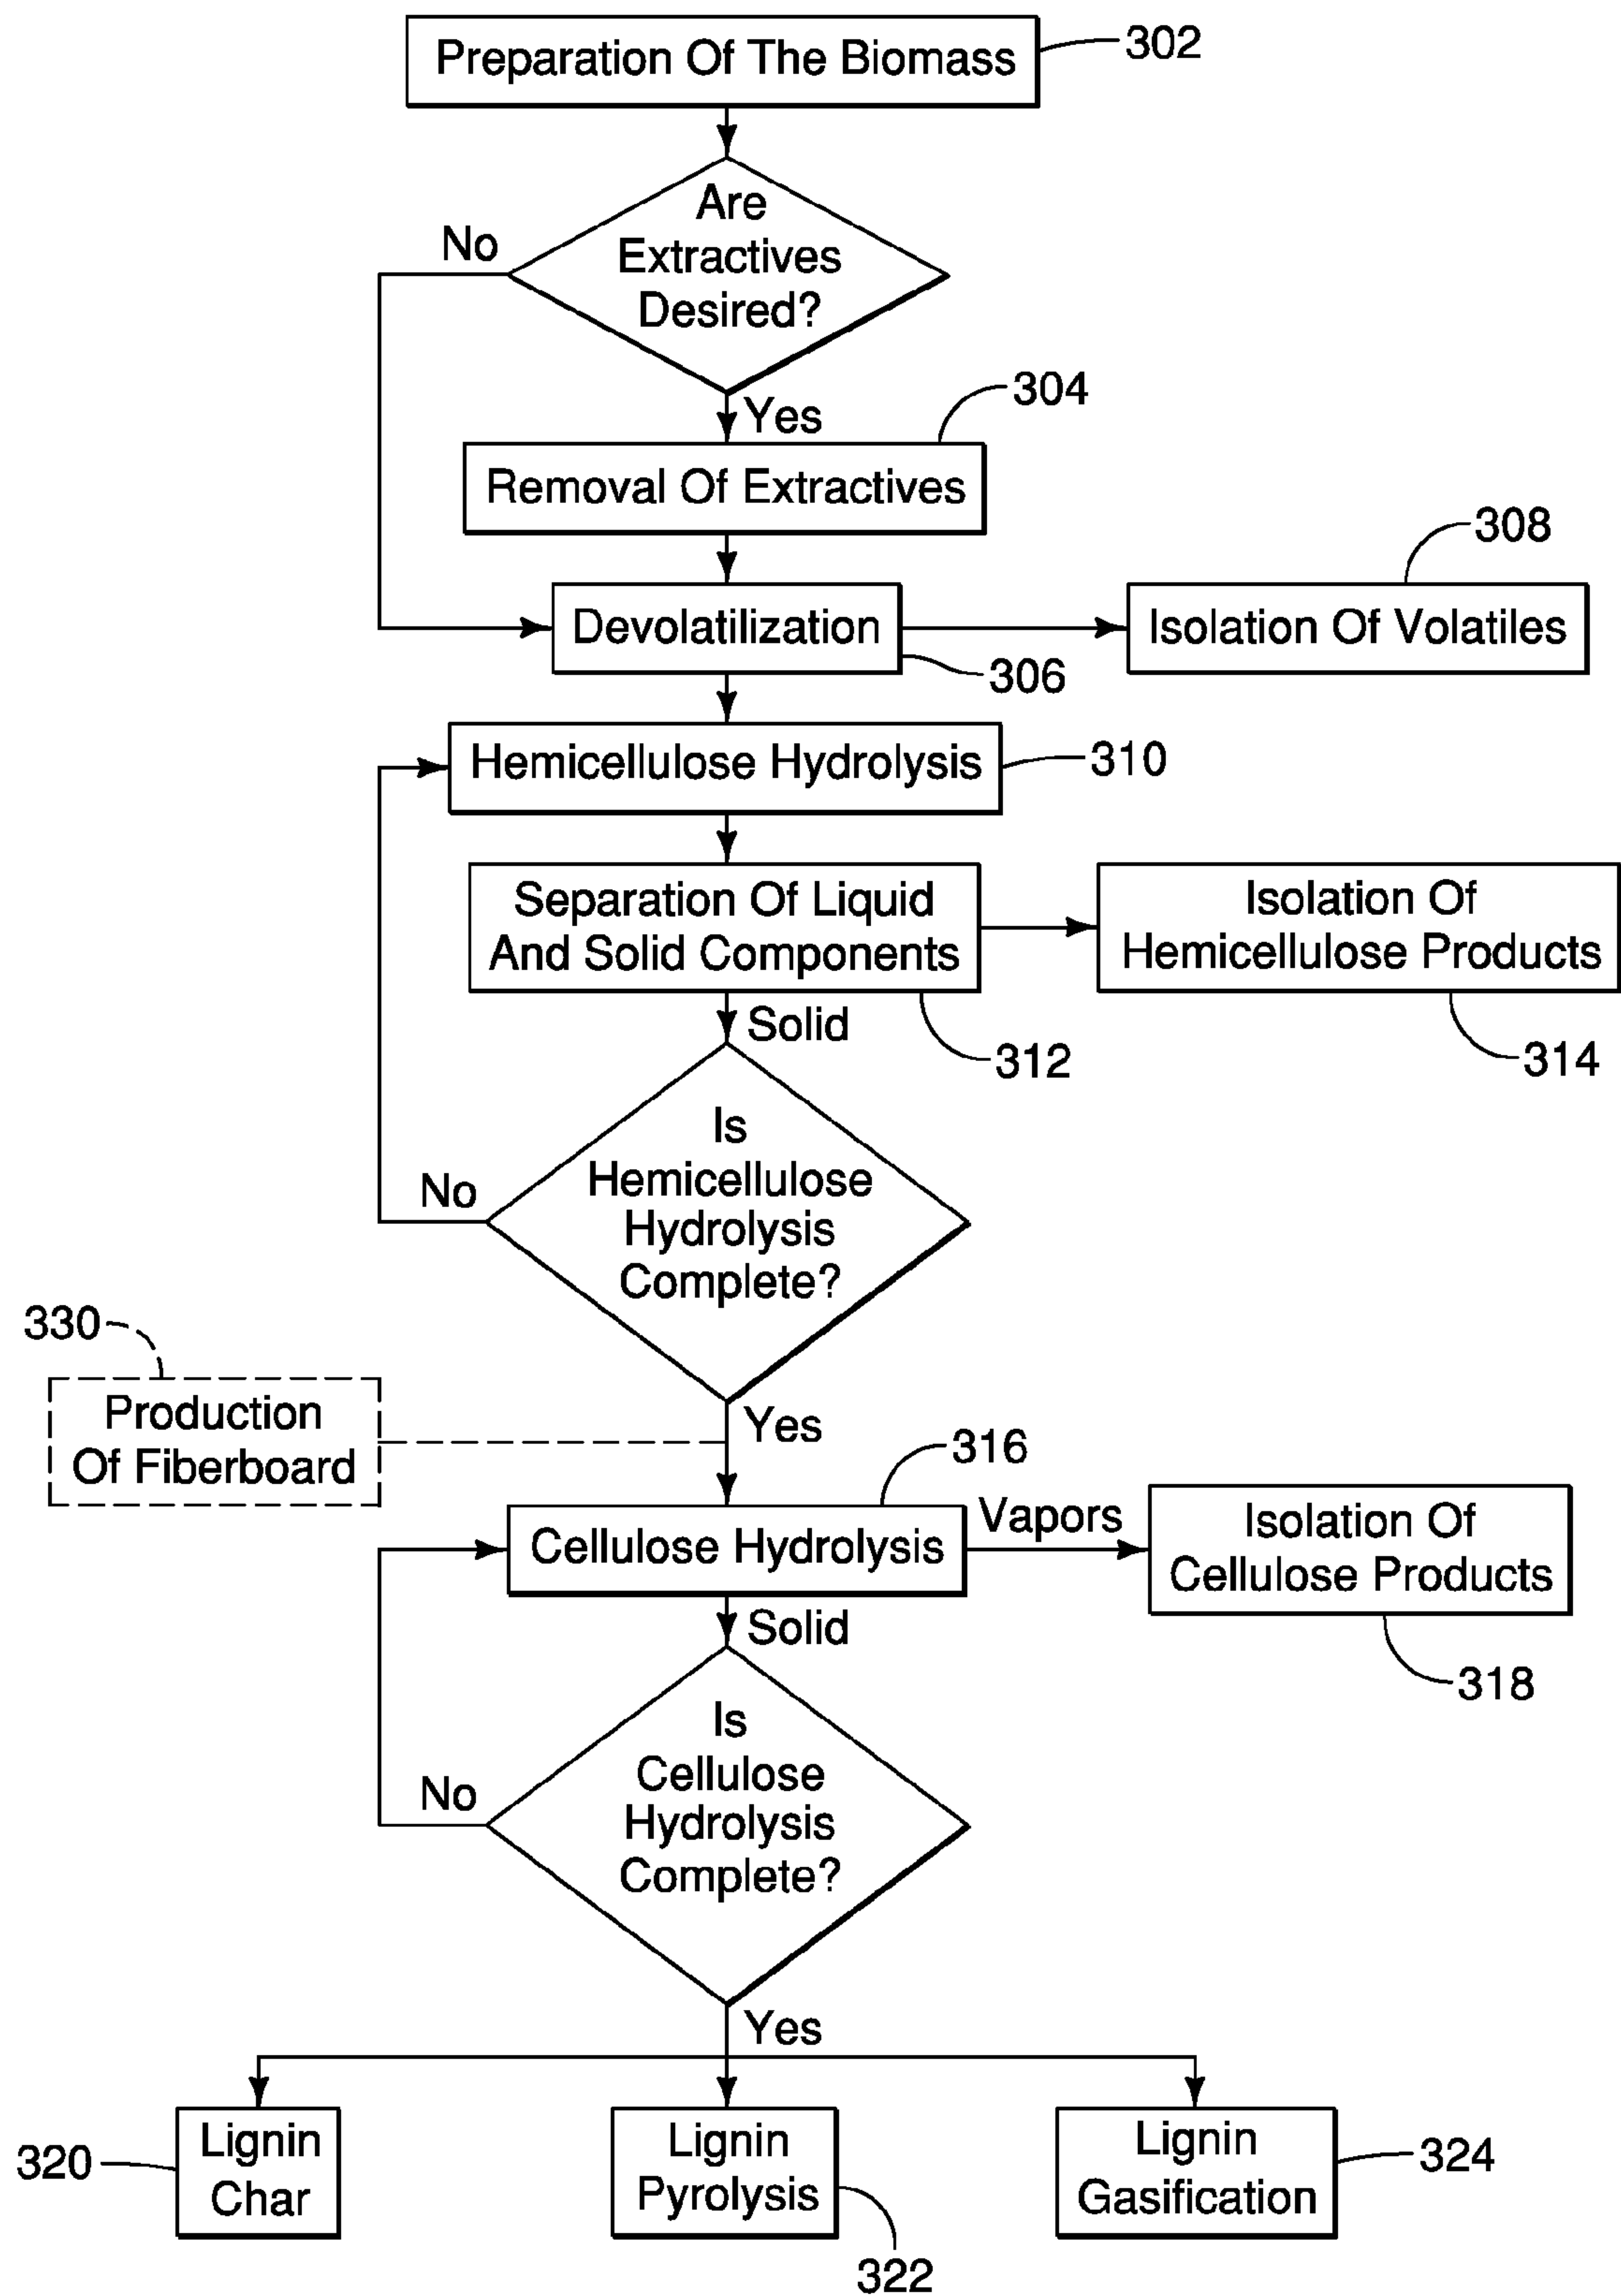 Preparation Of The Biomass
302
Are
Extractives
Desired?
No
Yes
304
Removal Of Extractives
308
Devolatilization
Isolation Of Volatiles
306
Hemicellulose Hydrolysis
310
Separation Of Liquid
And Solid Components
Isolation Of
Hemicellulose Products
Solid
312
314
Is
Hemicellulose
Hydrolysis
Complete?
No
330
Production
Of Fiberboard
Yes
316
Cellulose Hydrolysis
Vapors
Isolation Of
Cellulose Products
Solid
318
Is
Cellulose
Hydrolysis
Complete?
No
Yes
320
Lignin
Char
Lignin
Pyrolysis
322
Lignin
Gasification
324